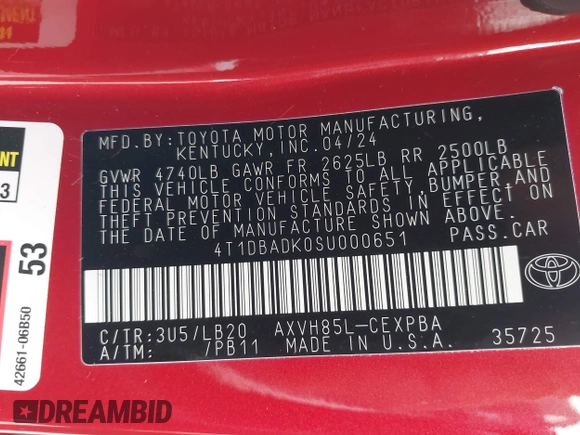 MFD.BY:TOYOTA MOTOR MANUFACTURING,
KENTUCKY,INC.04/24
GVWR 4740LB GAWR FR 2625LB RR 2500LB
THIS VEHICLE CONFORMS TO ALL APPLICABLE
FEDERAL MOTOR VEHICLE SAFETY,BUMPER,AND
THEFT PREVENTION STANDARDS IN EFFECT ON
THE DATE OF MANUFACTURE SHOWN ABOVE.
4T1DBADK0SU000651 PASS.CAR
C/TR:3U5/LB20 AXVH85L-CEXPBA
A/TM: /PB11 MADE IN U.S.A. 35725
TOYOTA
53
42661-06B50
DREAMBID